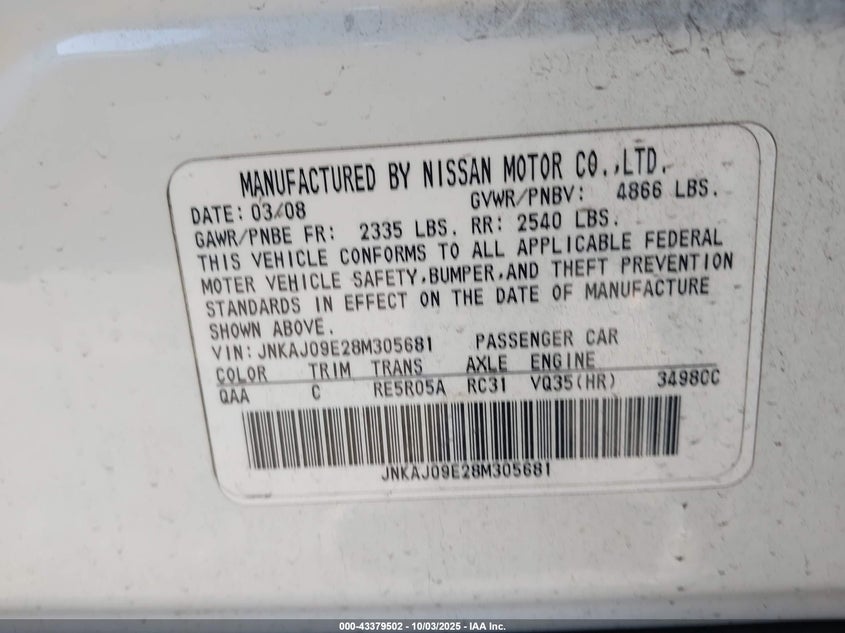 MANUFACTURED BY NISSAN MOTOR CO.,LTD.
DATE: 03/08 GVWR/PNBV: 4866 LBS.
GAWR/PNBE FR: 2335 LBS. RR: 2540 LBS.
THIS VEHICLE CONFORMS TO ALL APPLICABLE FEDERAL
MOTER VEHICLE SAFETY,BUMPER,AND THEFT PREVENTION
STANDARDS IN EFFECT ON THE DATE OF MANUFACTURE
SHOWN ABOVE.
VIN: JNKAJ09E28M305681 PASSENGER CAR
COLOR TRIM TRANS AXLE ENGINE
QAA C RE5R05A RC31 VQ35(HR) 3498CC
JNKAJ09E28M305681
000-43379502 - 10/03/2025 - IAA Inc.